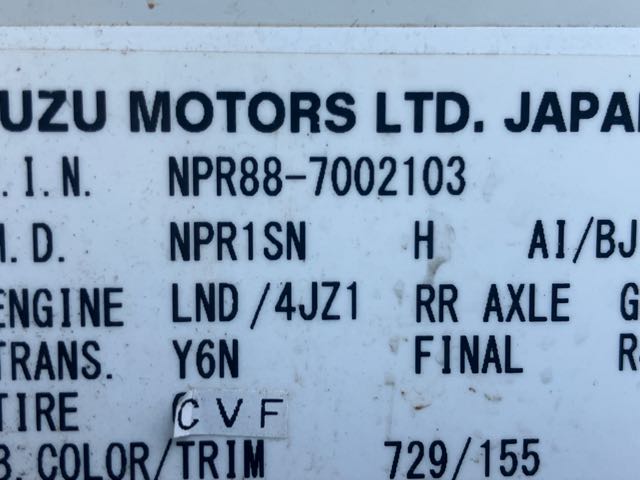 UZU MOTORS LTD. JAPA
.I.N. NPR88-7002103
M.D. NPR1SN H AI/BJ
ENGINE LND/4JZ1 RR AXLE G
TRANS. Y6N FINAL R
TIRE CVF
B.COLOR/TRIM 729/155